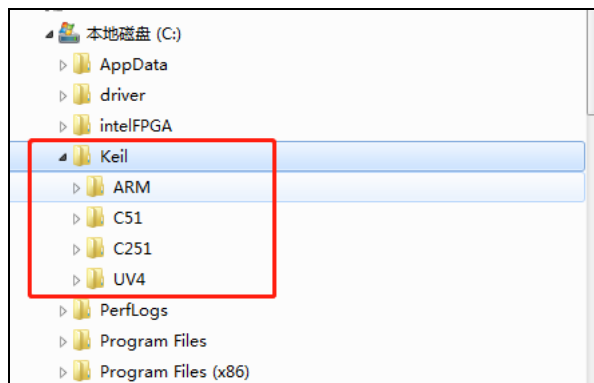 本地磁盘 (C:)
AppData
driver
intelFPGA
Keil
ARM
C51
C251
UV4
PerfLogs
Program Files
Program Files (x86)